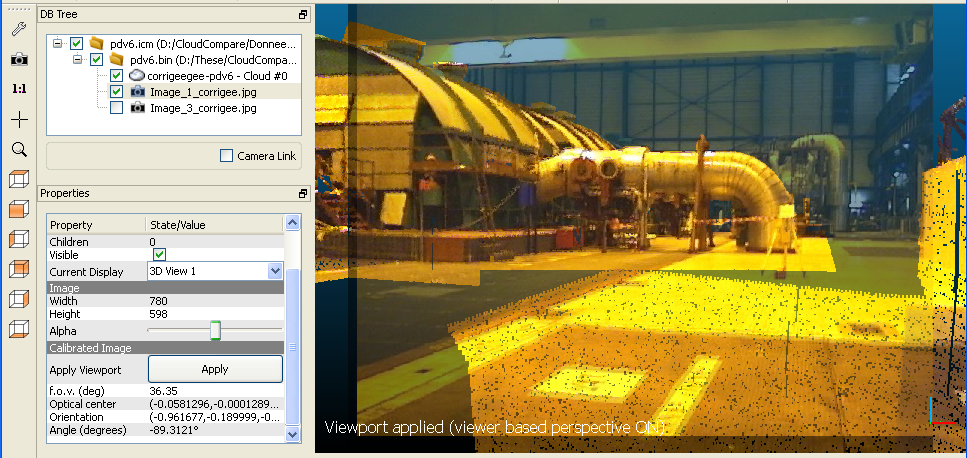 DB Tree
pdv6.icm (D:/CloudCompare/Donnee...
pdv6.bin (D:/These/CloudCompa...
corrigeegee-pdv6 - Cloud #0
Image_1_corrigee.jpg
Image_3_corrigee.jpg
1:1
Camera Link
Properties
Property State/Value
Children 0
Visible
Current Display 3D View 1
Image
Width 780
Height 598
Alpha
Calibrated Image
Apply Viewport Apply
f.o.v. (deg) 36.35
Optical center (-0.0581296,-0.0001289...
Orientation (-0.961677,-0.189999,-0...
Angle (degrees) -89.3121°
Viewport applied (viewer based perspective ON)